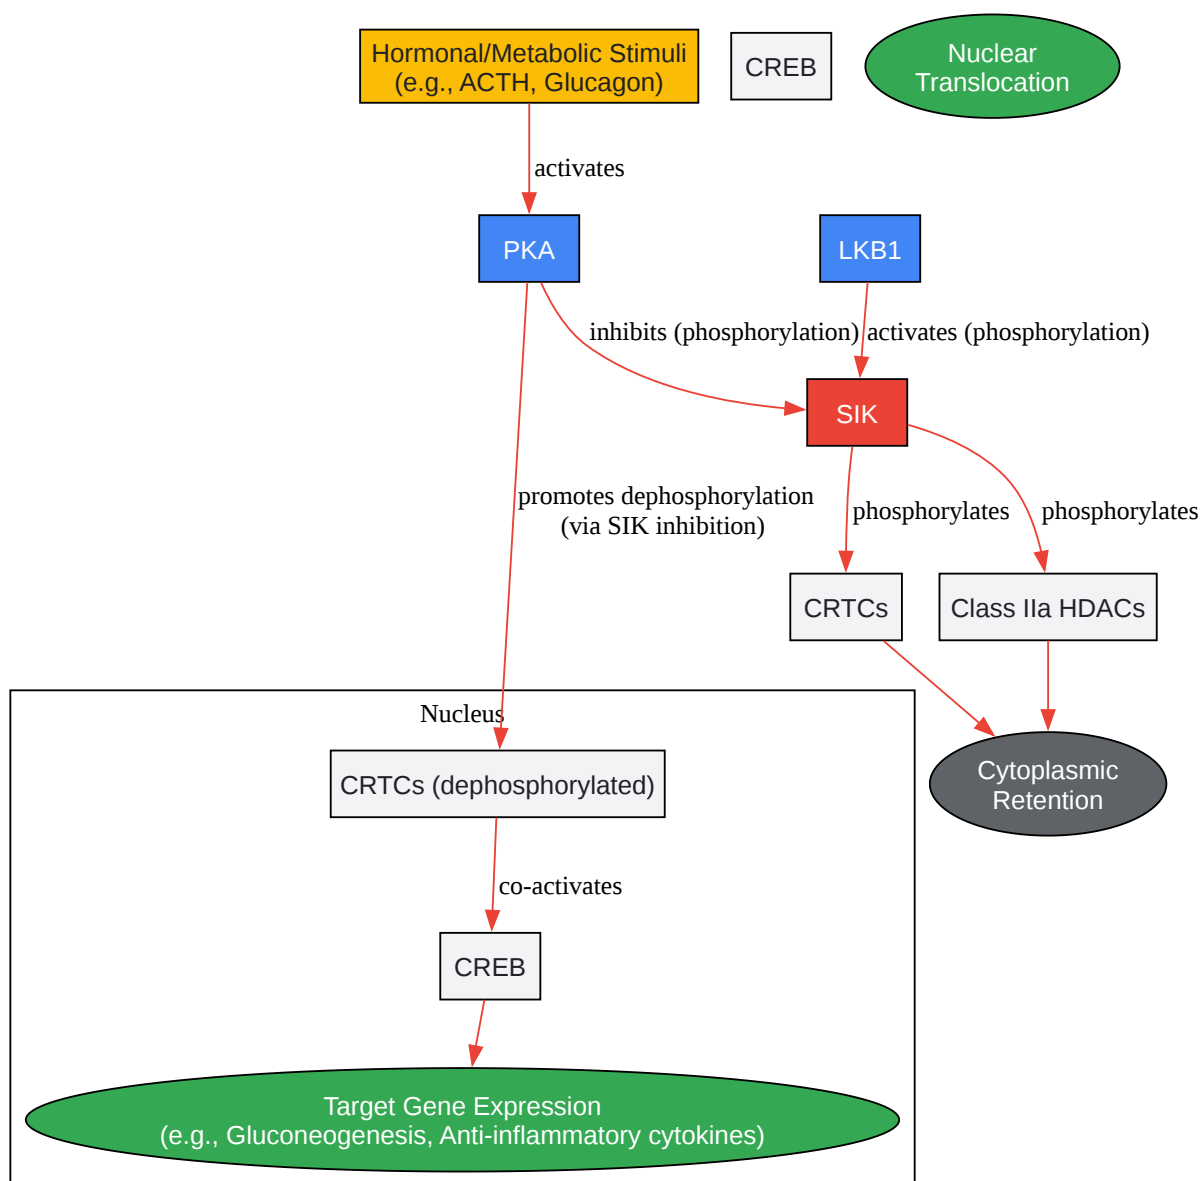 Hormonal/Metabolic Stimuli
(e.g., ACTH, Glucagon)
CREB
Nuclear
Translocation
activates
PKA
LKB1
inhibits (phosphorylation)
activates (phosphorylation)
SIK
promotes dephosphorylation
(via SIK inhibition)
phosphorylates
phosphorylates
CRTCs
Class IIa HDACs
Nucleus
CRTCs (dephosphorylated)
Cytoplasmic
Retention
co-activates
CREB
Target Gene Expression
(e.g., Gluconeogenesis, Anti-inflammatory cytokines)